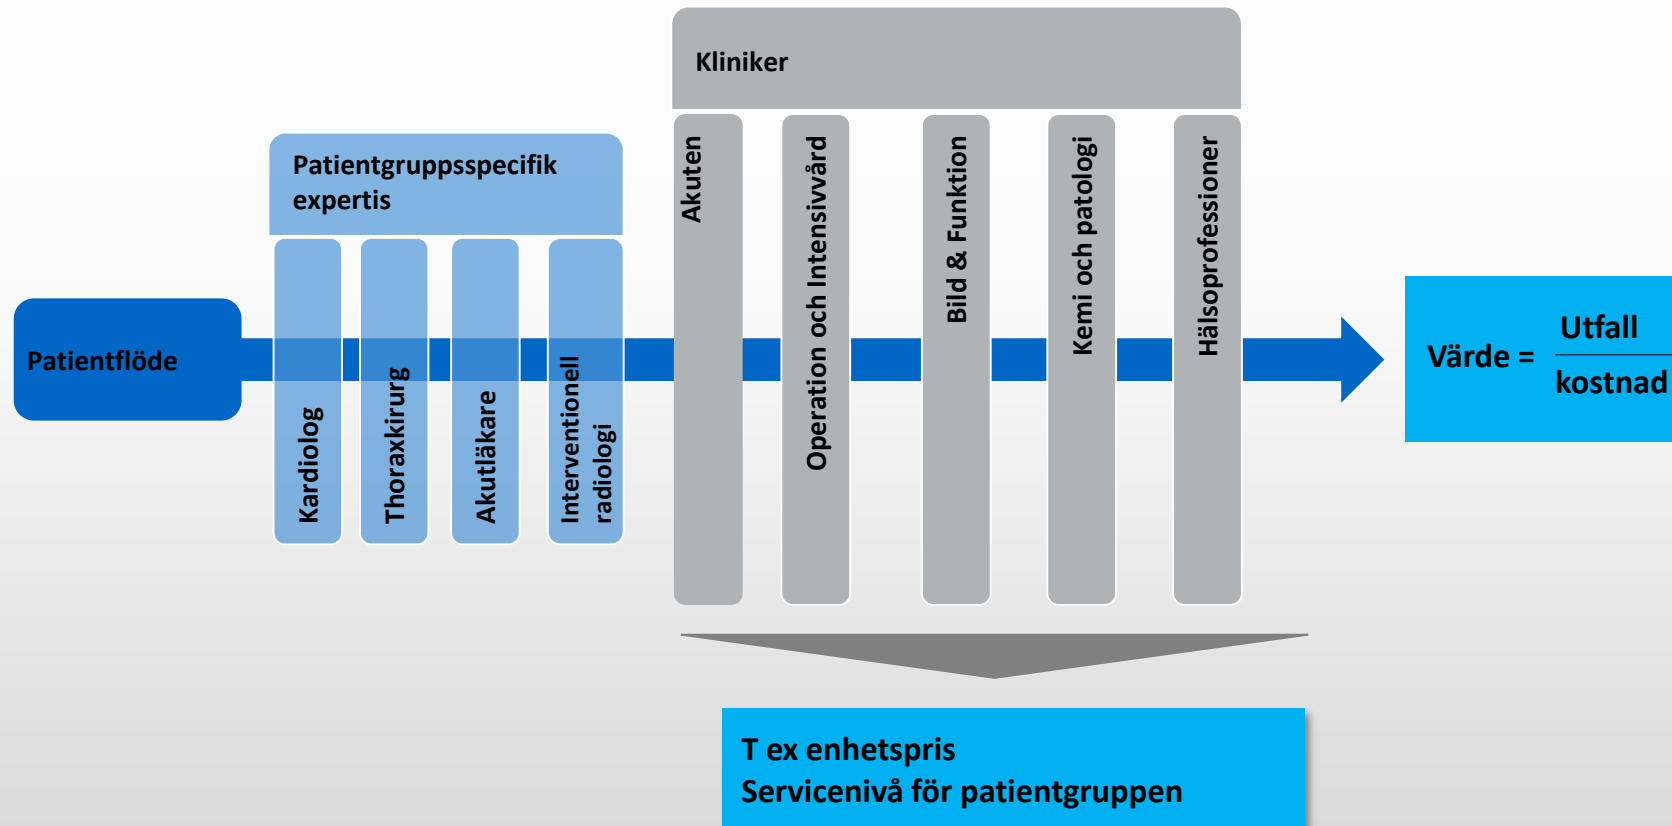 Kliniker
Patientgruppsspecifik
expertis
Patientflöde
Kardiolog
Thoraxkirurg
Akutläkare
Interventionell
radiologi
Akuten
Operation och Intensivvård
Bild & Funktion
Kemi och patologi
Hälsoprofessioner
Värde = Utfall
kostnad
T ex enhetspris
Servicenivå för patientgruppen